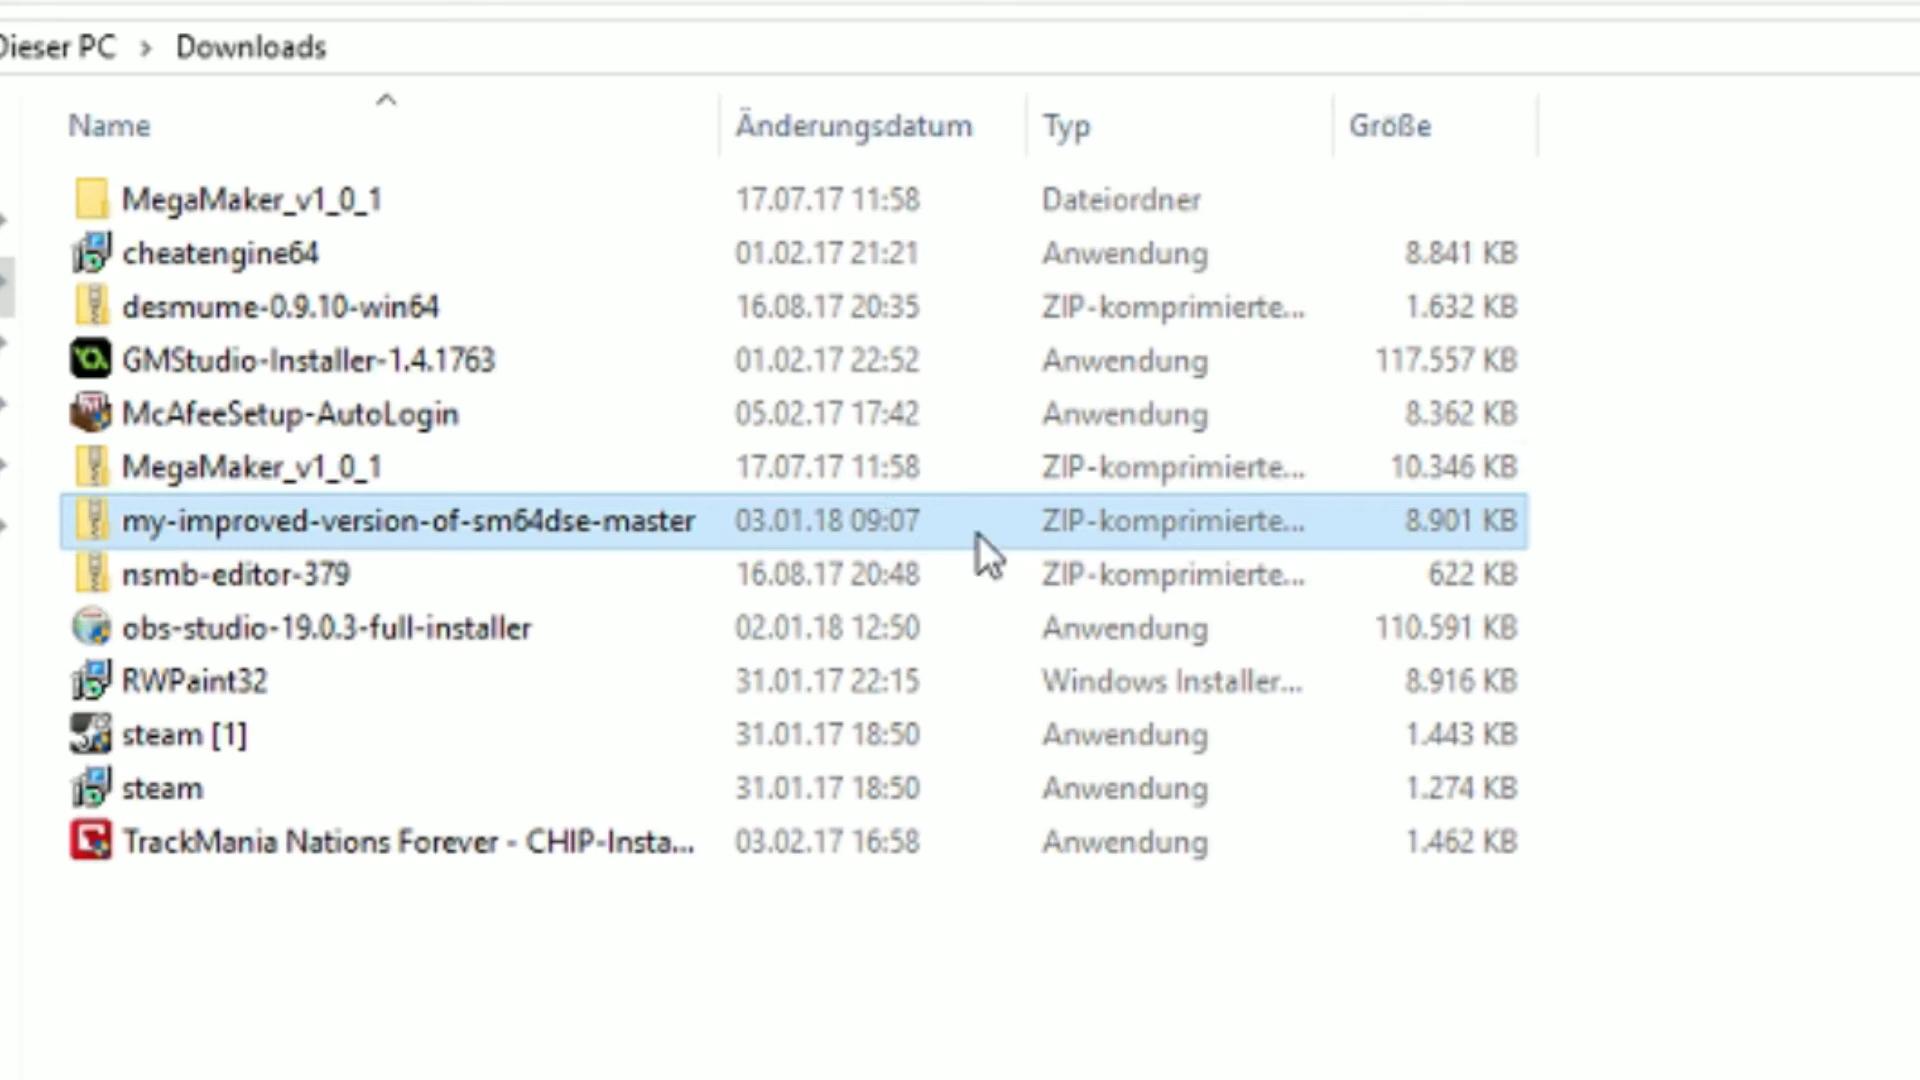 Dieser PC › Downloads
Name Änderungsdatum Typ Größe
MegaMaker_v1_0_1 17.07.17 11:58 Dateiordner
cheatengine64 01.02.17 21:21 Anwendung 8.841 KB
desmume-0.9.10-win64 16.08.17 20:35 ZIP-komprimierte... 1.632 KB
GMStudio-Installer-1.4.1763 01.02.17 22:52 Anwendung 117.557 KB
McAfeeSetup-AutoLogin 05.02.17 17:42 Anwendung 8.362 KB
MegaMaker_v1_0_1 17.07.17 11:58 ZIP-komprimierte... 10.346 KB
my-improved-version-of-sm64dse-master 03.01.18 09:07 ZIP-komprimierte... 8.901 KB
nsmb-editor-379 16.08.17 20:48 ZIP-komprimierte... 622 KB
obs-studio-19.0.3-full-installer 02.01.18 12:50 Anwendung 110.591 KB
RWPaint32 31.01.17 22:15 Windows Installer... 8.916 KB
steam [1] 31.01.17 18:50 Anwendung 1.443 KB
steam 31.01.17 18:50 Anwendung 1.274 KB
TrackMania Nations Forever - CHIP-Insta... 03.02.17 16:58 Anwendung 1.462 KB